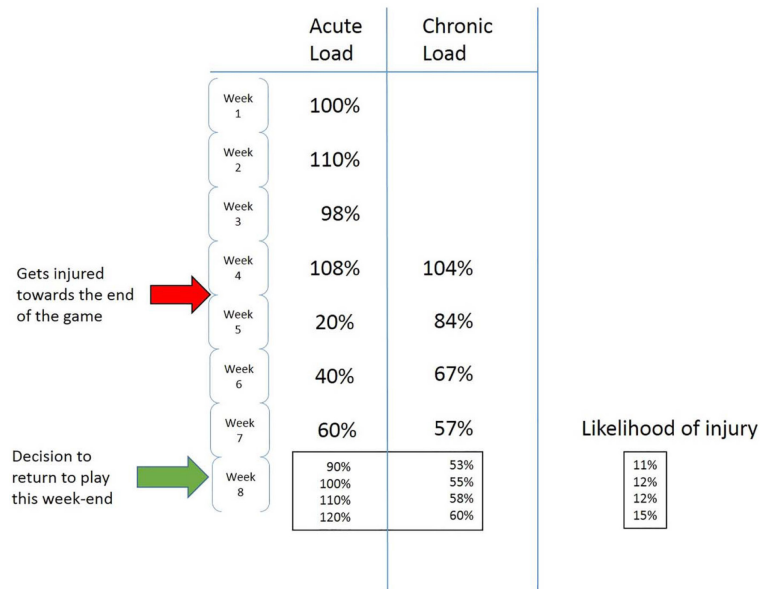 Acute
Load
Chronic
Load
Week
1
100%
Week
2
110%
Week
3
98%
Gets injured
towards the end
of the game
Week
4
108%
104%
Week
5
20%
84%
Week
6
40%
67%
Week
7
60%
57%
Likelihood of injury
Decision to
return to play
this week-end
Week
8
90%
53%
11%
100%
55%
12%
110%
58%
12%
120%
60%
15%